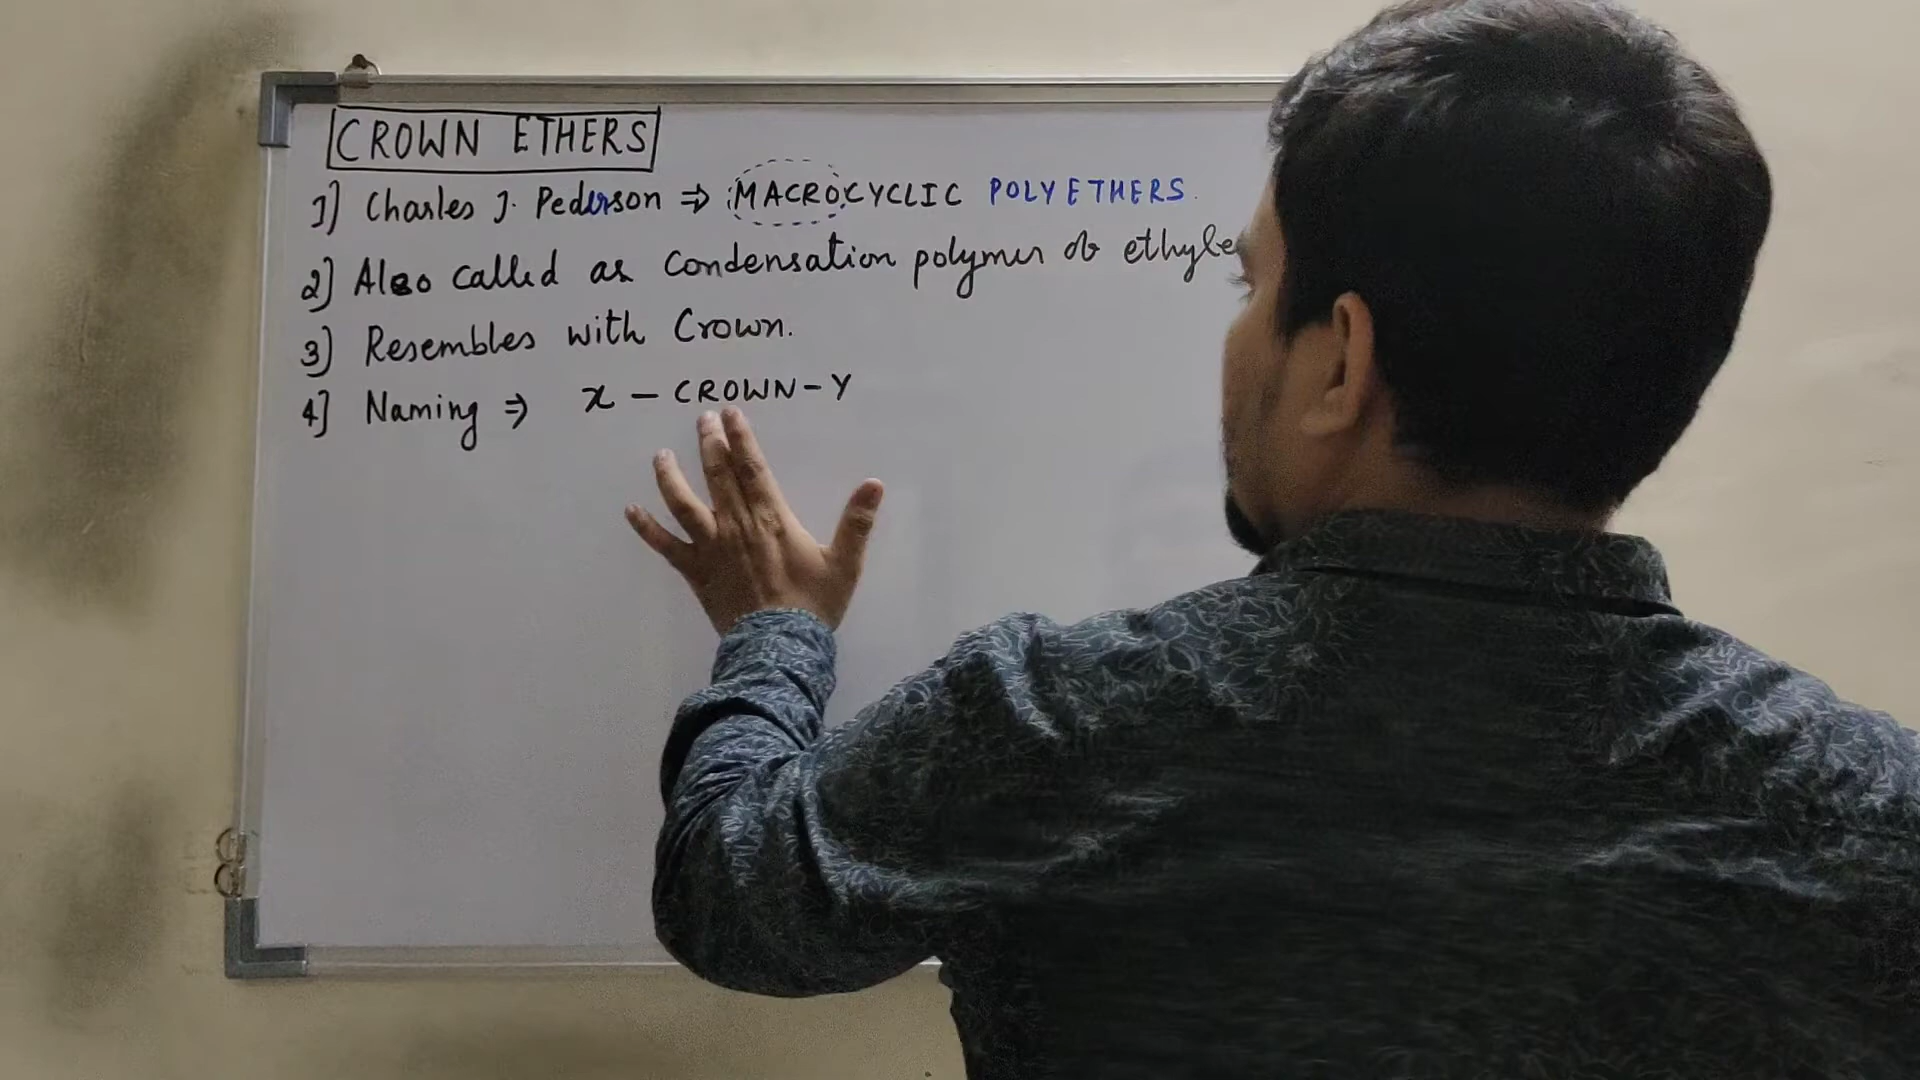 CROWN ETHERS
1] Charles J. Pederson ⇒ MACROCYCLIC POLYETHERS.
2] Also called as Condensation polymer of
3] Resembles with Crown.
4] Naming ⇒ x – CROWN – Y